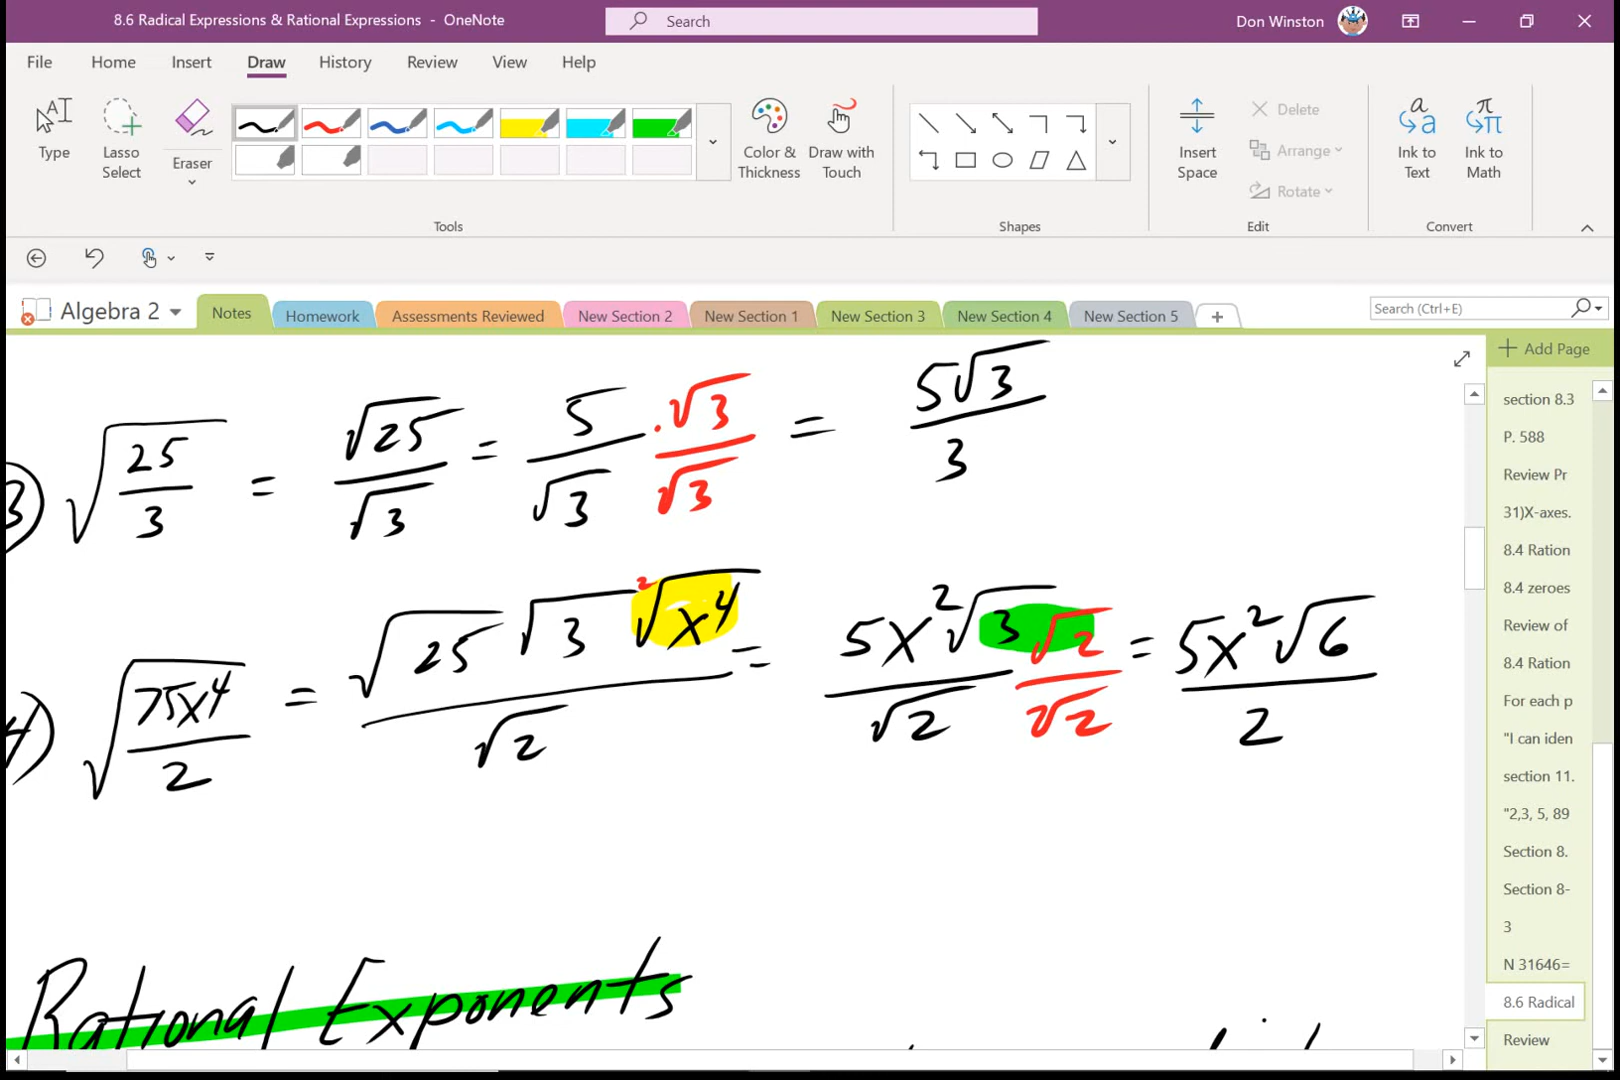 8.6 Radical Expressions & Rational Expressions - OneNote
Search
Don Winston
File Home Insert Draw History Review View Help
Type
Lasso Select
Eraser
Color & Thickness
Draw with Touch
Insert Space
Delete
Arrange
Rotate
Ink to Text
Ink to Math
Tools
Shapes
Edit
Convert
Algebra 2
Notes Homework Assessments Reviewed New Section 2 New Section 1 New Section 3 New Section 4 New Section 5 +
Search (Ctrl+E)
3) √(25/3) = √25/√3 = 5/√3 · √3/√3 = 5√3/3
4) √(75x⁴/2) = √25 √3 ²√x⁴/√2 = 5x²√3/√2 √2/√2 = 5x²√6/2
Rational Exponents
Add Page
section 8.3
P. 588
Review Pr
31)X-axes.
8.4 Ration
8.4 zeroes
Review of
8.4 Ration
For each p
"I can iden
section 11.
"2,3, 5, 89
Section 8.
Section 8-
3
N 31646=
8.6 Radical
Review